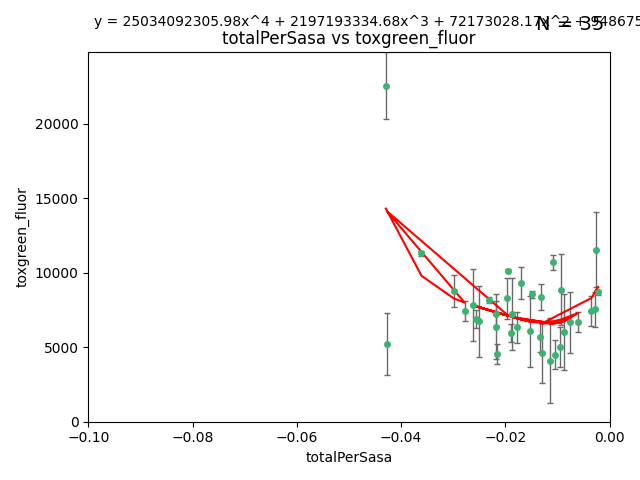 y = 25034092305.98x^4 + 2197193334.68x^3 + 72173028.17x^2 +
N = 35
totalPerSasa vs toxgreen_fluor
20000
15000
10000
5000
0
toxgreen_fluor
−0.10 −0.08 −0.06 −0.04 −0.02 0.00
totalPerSasa